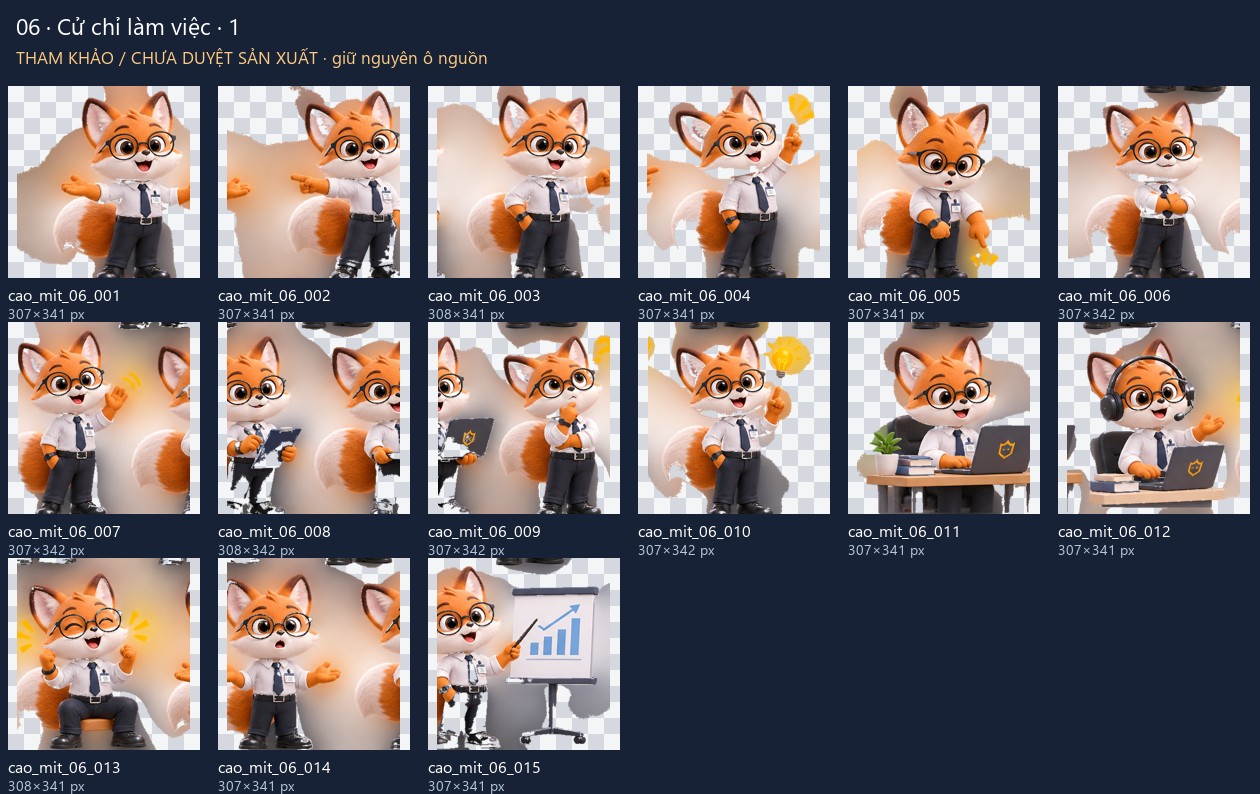 06 · Cử chỉ làm việc · 1
THAM KHẢO / CHƯA DUYỆT SẢN XUẤT · giữ nguyên ô nguồn
cao_mit_06_001
307×341 px
cao_mit_06_002
307×341 px
cao_mit_06_003
308×341 px
cao_mit_06_004
307×341 px
cao_mit_06_005
307×341 px
cao_mit_06_006
307×342 px
cao_mit_06_007
307×342 px
cao_mit_06_008
308×342 px
cao_mit_06_009
307×342 px
cao_mit_06_010
307×342 px
cao_mit_06_011
307×341 px
cao_mit_06_012
307×341 px
cao_mit_06_013
308×341 px
cao_mit_06_014
307×341 px
cao_mit_06_015
307×341 px